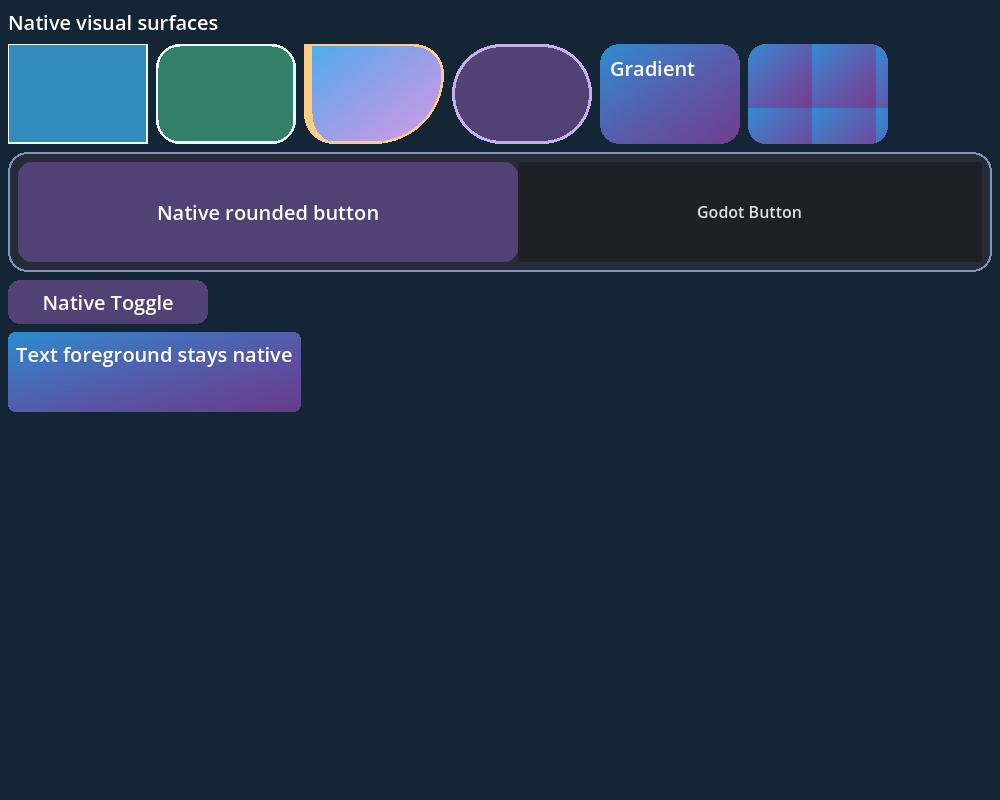 Native visual surfaces
Gradient
Native rounded button
Godot Button
Native Toggle
Text foreground stays native